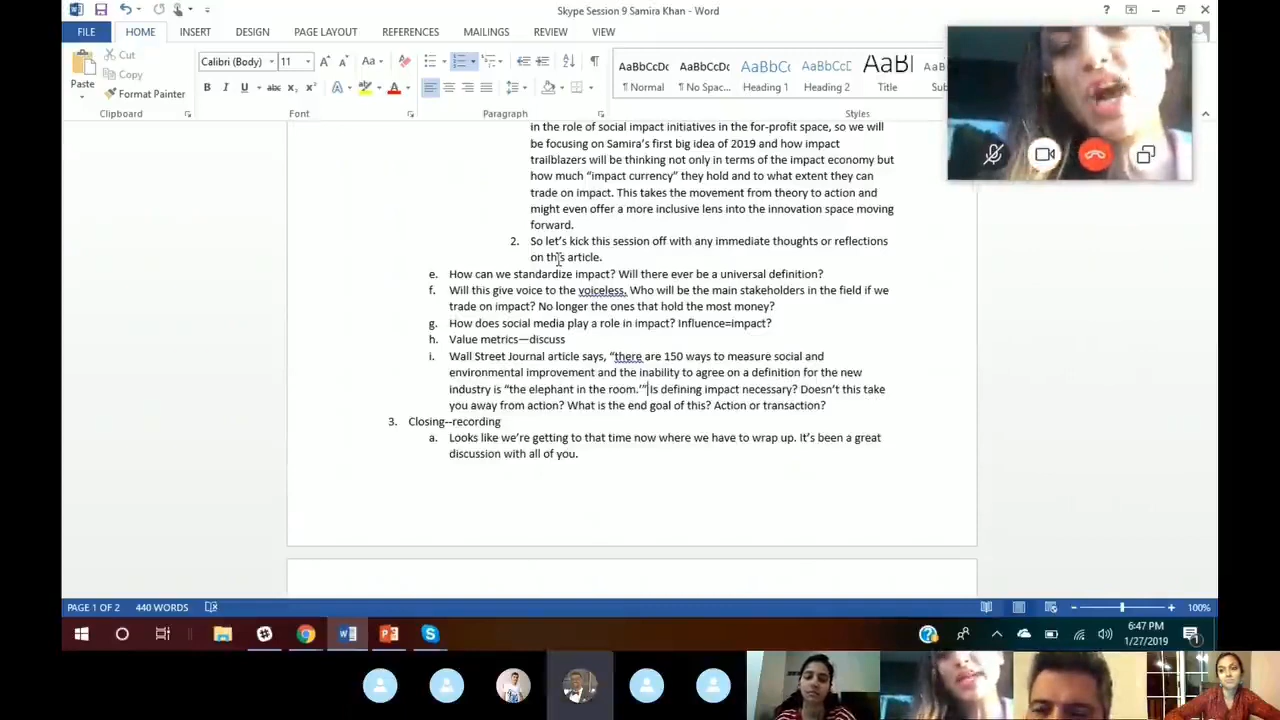 Skype Session 9 Samira Khan - Word
FILE HOME INSERT DESIGN PAGE LAYOUT REFERENCES MAILINGS REVIEW VIEW
Paste
Cut
Copy
Format Painter
Calibri (Body) 11
AaBbCcDc AaBbCcDc AaBbCc AaBbCcD AaBl Aa
¶ Normal ¶ No Spac... Heading 1 Heading 2 Title
Clipboard Font Paragraph Styles
in the role of social impact initiatives in the for-profit space, so we will
be focusing on Samira’s first big idea of 2019 and how impact
trailblazers will be thinking not only in terms of the impact economy but
how much “impact currency” they hold and to what extent they can
trade on impact. This takes the movement from theory to action and
might even offer a more inclusive lens into the innovation space moving
forward.
2. So let’s kick this session off with any immediate thoughts or reflections
on this article.
e. How can we standardize impact? Will there ever be a universal definition?
f. Will this give voice to the voiceless. Who will be the main stakeholders in the field if we
trade on impact? No longer the ones that hold the most money?
g. How does social media play a role in impact? Influence=impact?
h. Value metrics—discuss
i. Wall Street Journal article says, “there are 150 ways to measure social and
environmental improvement and the inability to agree on a definition for the new
industry is “the elephant in the room.’” Is defining impact necessary? Doesn’t this take
you away from action? What is the end goal of this? Action or transaction?
3. Closing--recording
a. Looks like we’re getting to that time now where we have to wrap up. It’s been a great
discussion with all of you.
PAGE 1 OF 2 440 WORDS 100%
6:47 PM
1/27/2019